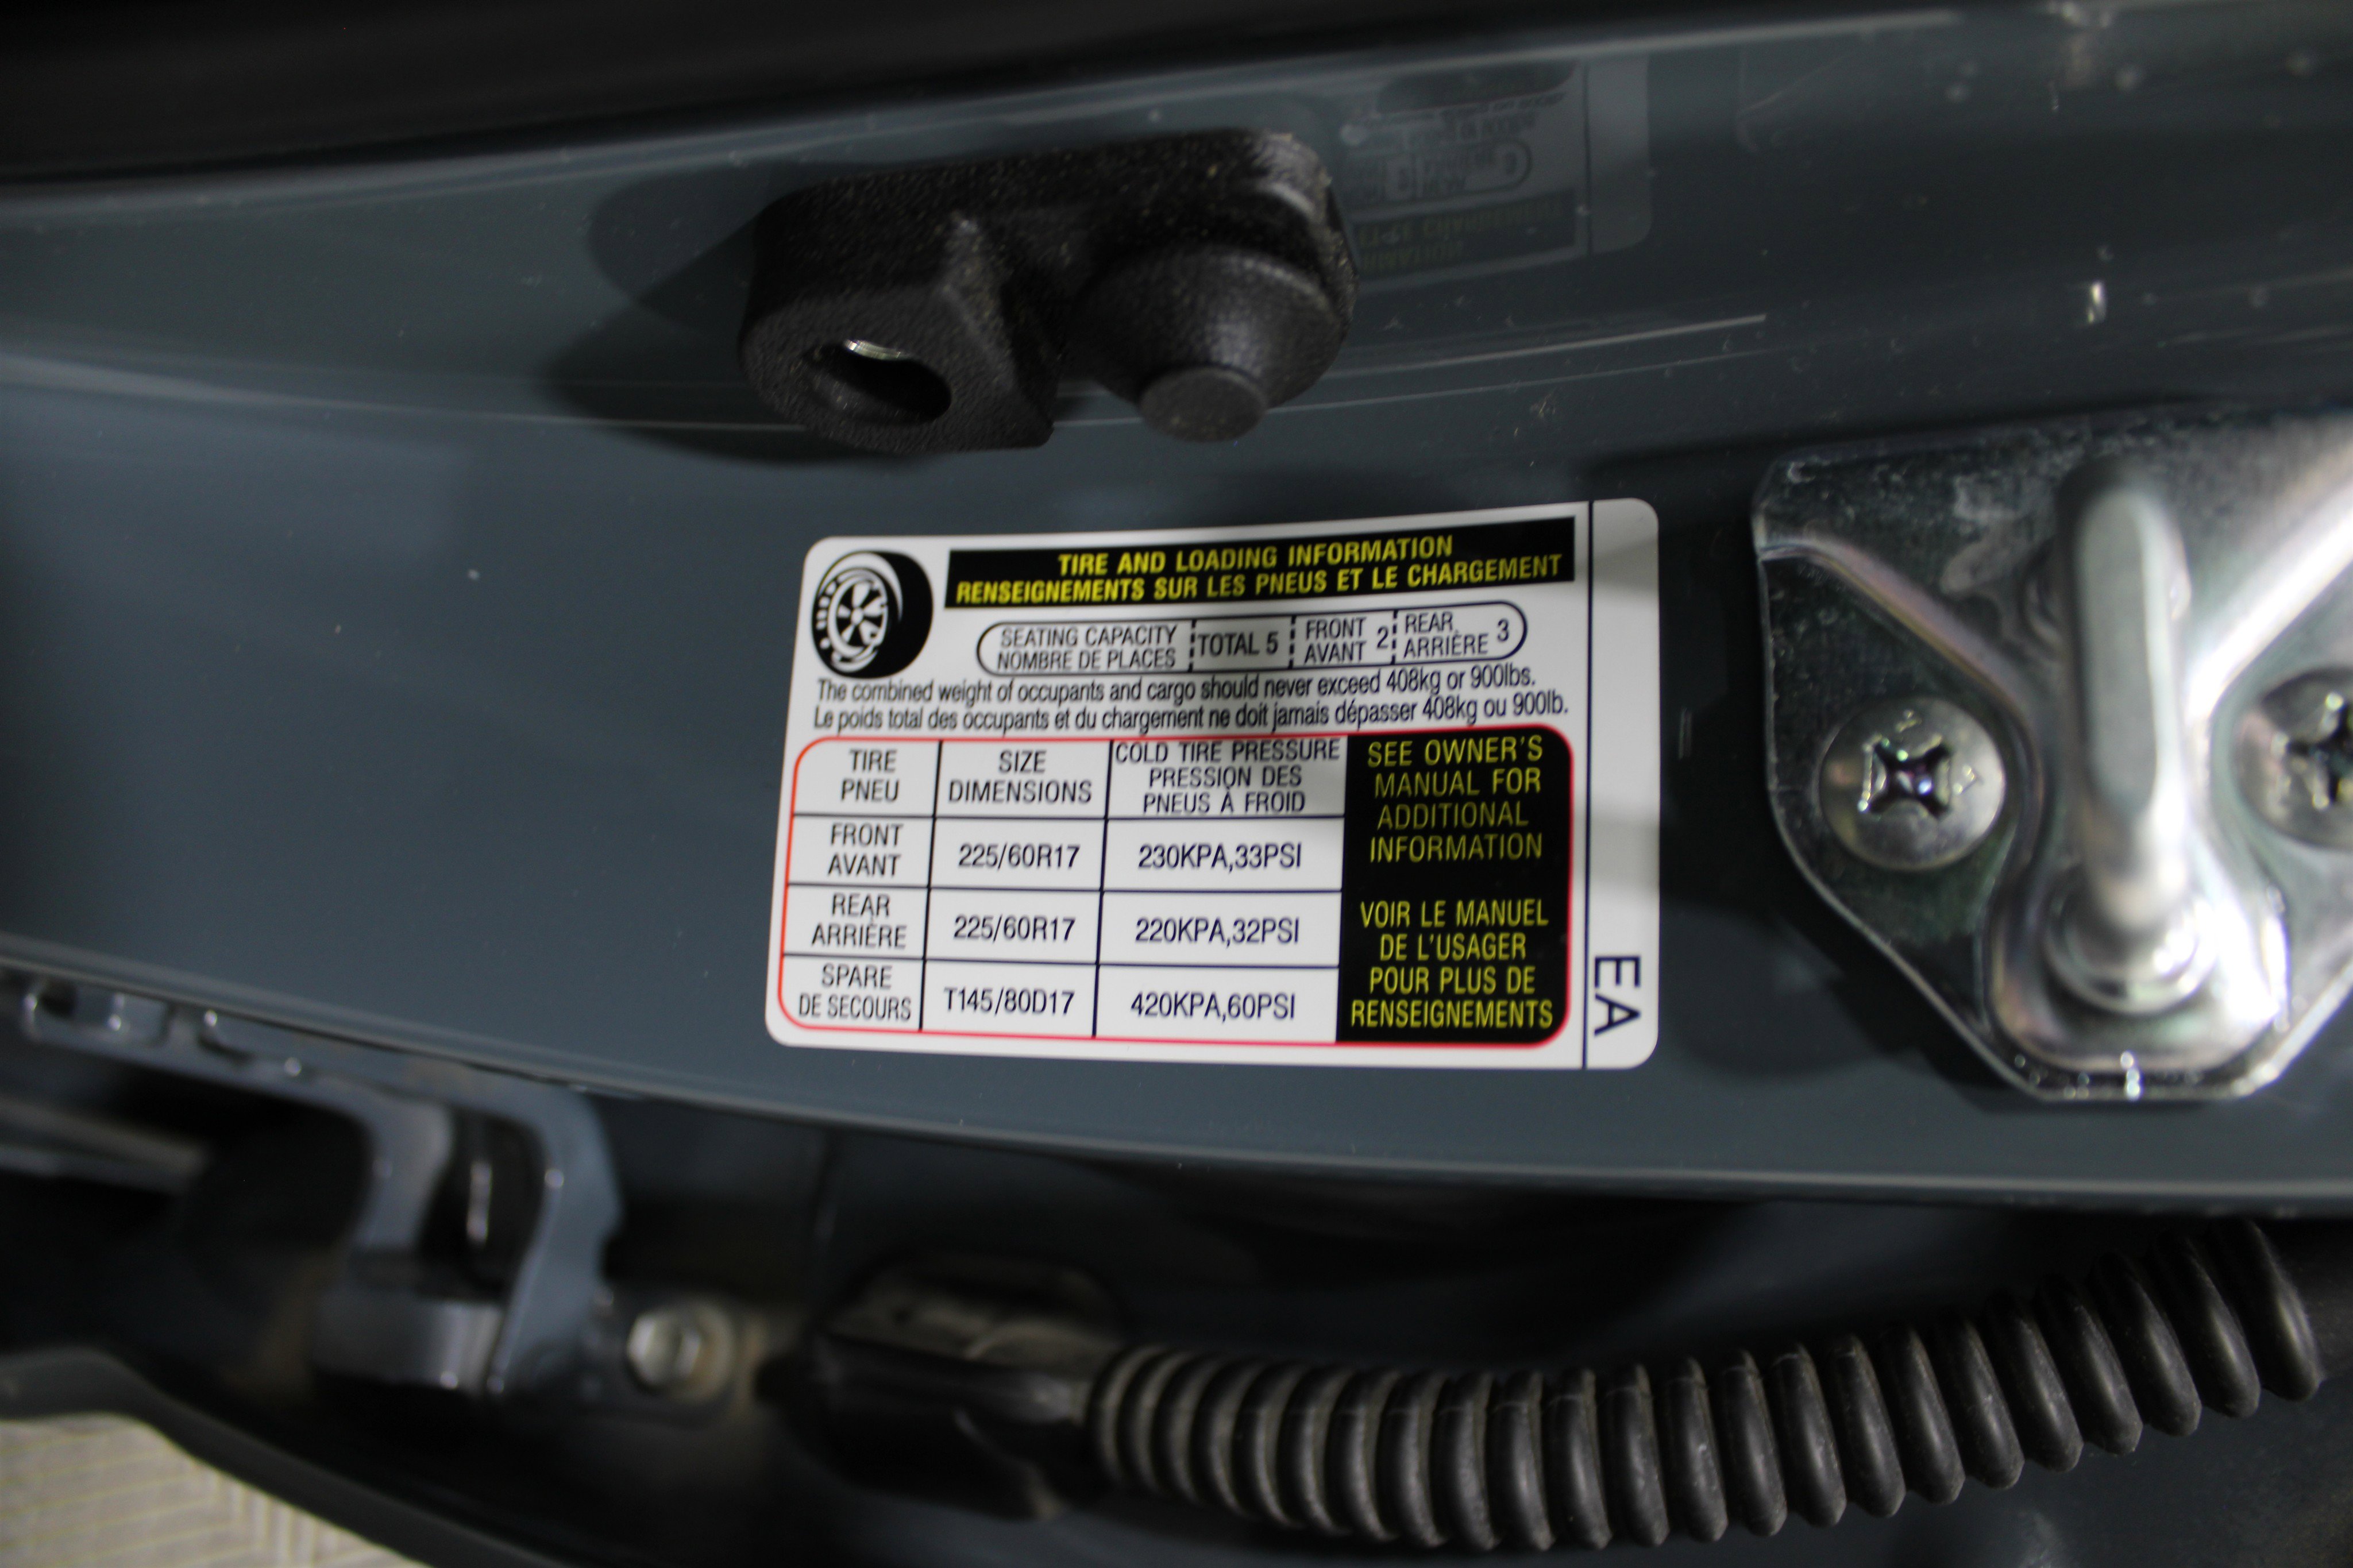 TIRE AND LOADING INFORMATION
RENSEIGNEMENTS SUR LES PNEUS ET LE CHARGEMENT
SEATING CAPACITY
NOMBRE DE PLACES
TOTAL 5
FRONT
AVANT 2
REAR
ARRIÈRE 3
The combined weight of occupants and cargo should never exceed 408kg or 900lbs.
Le poids total des occupants et du chargement ne doit jamais dépasser 408kg ou 900lb.
TIRE
PNEU
SIZE
DIMENSIONS
COLD TIRE PRESSURE
PRESSION DES
PNEUS À FROID
FRONT
AVANT
225/60R17
230KPA,33PSI
REAR
ARRIÈRE
225/60R17
220KPA,32PSI
SPARE
DE SECOURS
T145/80D17
420KPA,60PSI
SEE OWNER'S
MANUAL FOR
ADDITIONAL
INFORMATION
VOIR LE MANUEL
DE L'USAGER
POUR PLUS DE
RENSEIGNEMENTS
EA